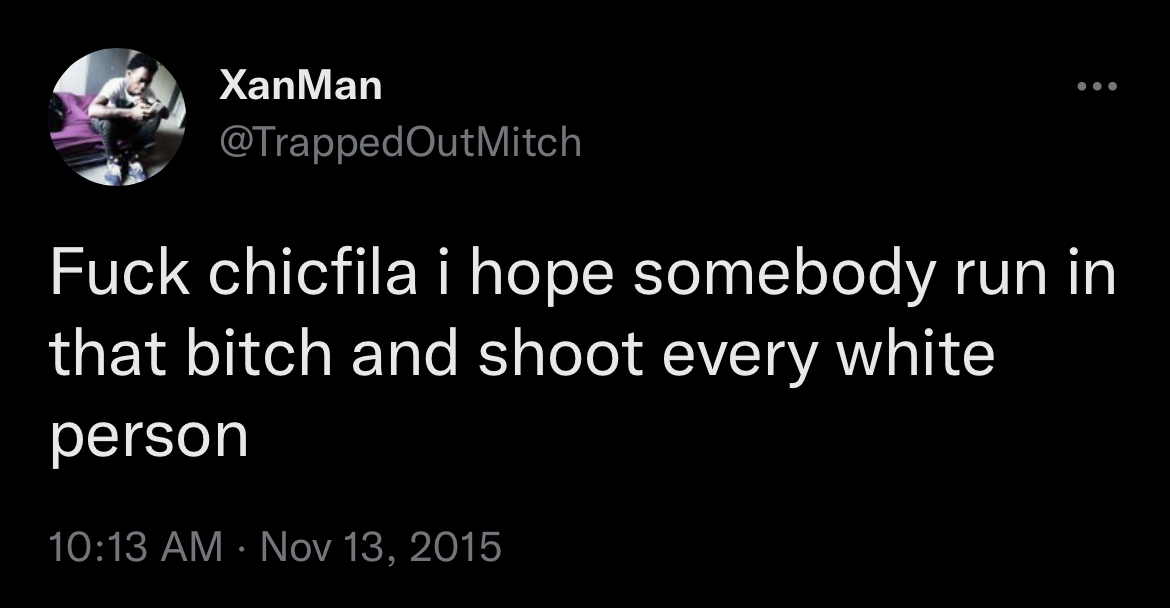 XanMan
@TrappedOutMitch
Fuck chicfila i hope somebody run in
that bitch and shoot every white
person
10:13 AM · Nov 13, 2015